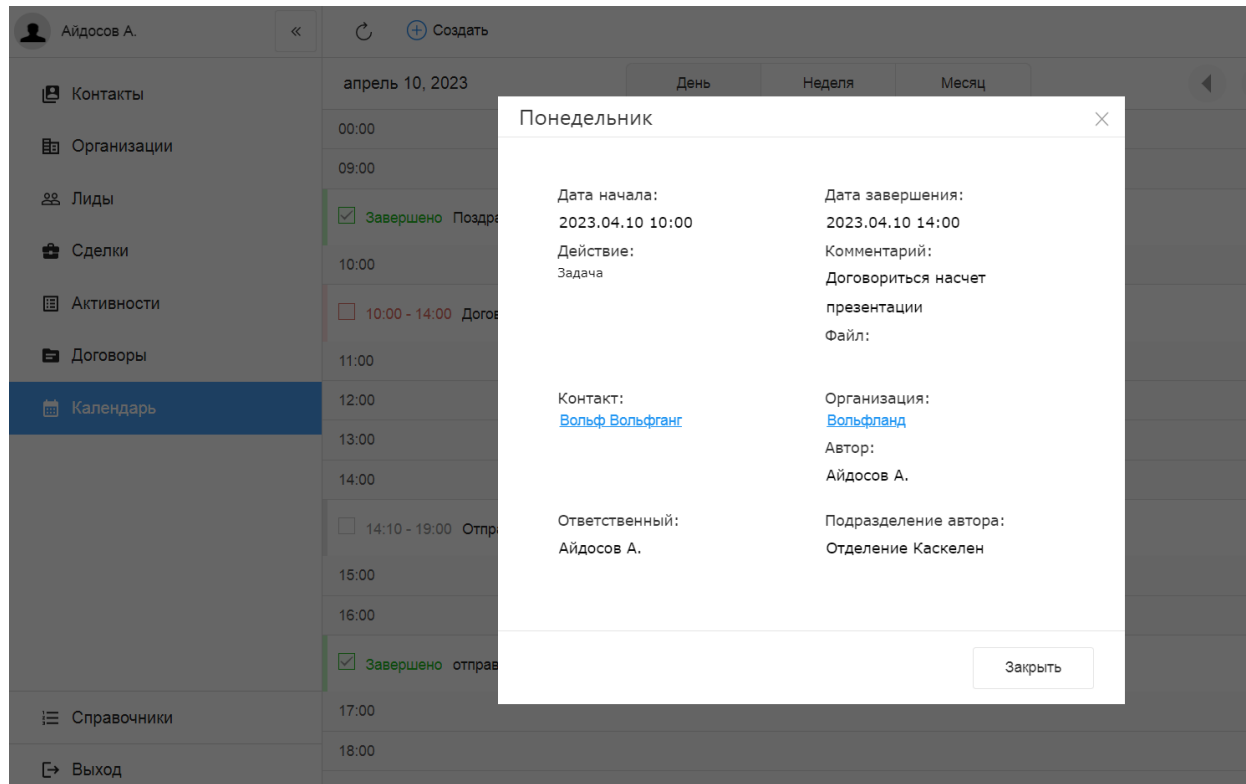 Айдосов А.
«
Создать
Контакты
Организации
Лиды
Сделки
Активности
Договоры
Календарь
Справочники
Выход
апрель 10, 2023
День Неделя Месяц
00:00
09:00
Завершено
10:00
10:00 - 14:00
11:00
12:00
13:00
14:00
14:10 - 19:00
15:00
16:00
Завершено
17:00
18:00
Понедельник
Дата начала: Дата завершения:
2023.04.10 10:00 2023.04.10 14:00
Действие: Комментарий:
Задача Договориться насчет
презентации
Файл:
Контакт: Организация:
Вольф Вольфганг Вольфланд
Автор:
Айдосов А.
Ответственный: Подразделение автора:
Айдосов А. Отделение Каскелен
Закрыть